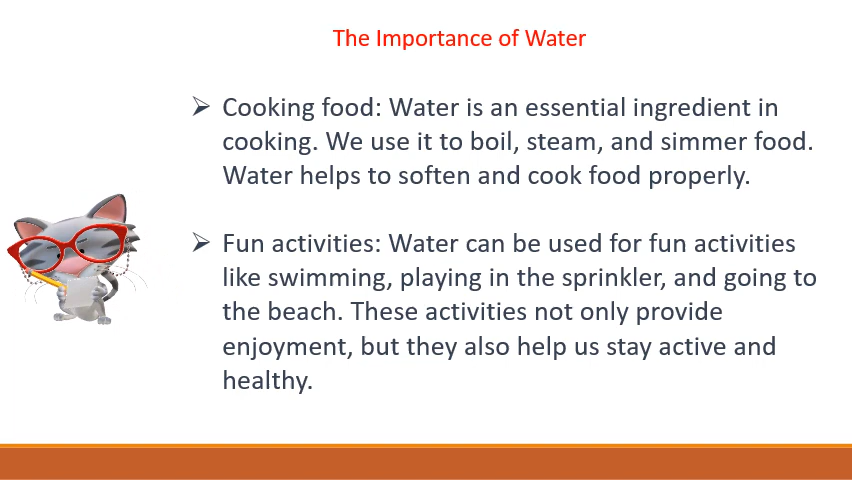 The Importance of Water
➢ Cooking food: Water is an essential ingredient in
cooking. We use it to boil, steam, and simmer food.
Water helps to soften and cook food properly.
➢ Fun activities: Water can be used for fun activities
like swimming, playing in the sprinkler, and going to
the beach. These activities not only provide
enjoyment, but they also help us stay active and
healthy.